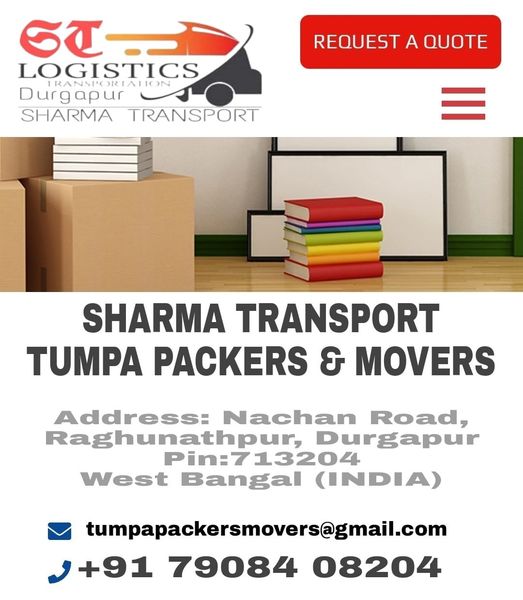 ST
REQUEST A QUOTE
LOGISTICS
TRANSPORTATION
Durgapur
SHARMA TRANSPORT
SHARMA TRANSPORT
TUMPA PACKERS & MOVERS
Address: Nachan Road,
Raghunathpur, Durgapur
Pin:713204
West Bangal (INDIA)
tumpapackersmovers@gmail.com
+91 79084 08204